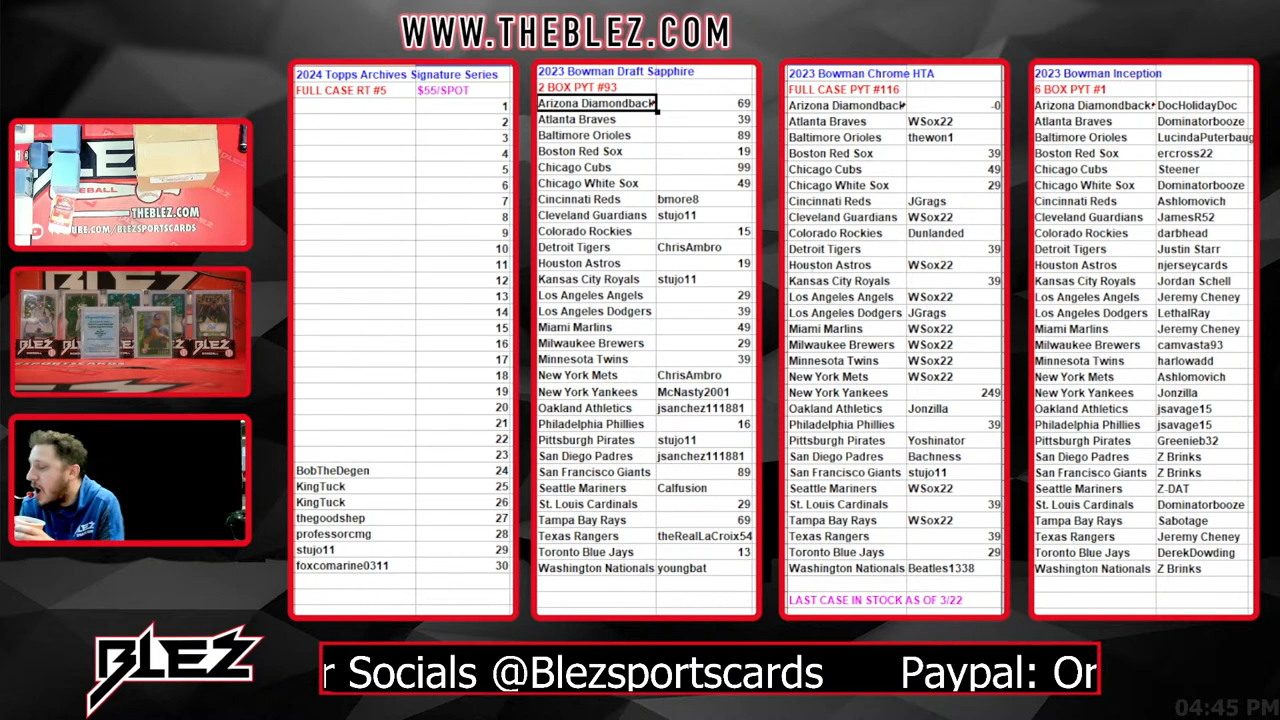 WWW.THEBLEZ.COM
2024 Topps Archives Signature Series
FULL CASE RT #5 $55/SPOT
1
2
3
4
5
6
7
8
9
10
11
12
13
14
15
16
17
18
19
20
21
22
23
BobTheDegen 24
KingTuck 25
KingTuck 26
thegoodshep 27
professorcmg 28
stujo11 29
foxcomarine0311 30
2023 Bowman Draft Sapphire
2 BOX PYT #93
Arizona Diamondback 69
Atlanta Braves 39
Baltimore Orioles 89
Boston Red Sox 19
Chicago Cubs 99
Chicago White Sox 49
Cincinnati Reds bmore8
Cleveland Guardians stujo11
Colorado Rockies 15
Detroit Tigers ChrisAmbro
Houston Astros 19
Kansas City Royals stujo11
Los Angeles Angels 29
Los Angeles Dodgers 39
Miami Marlins 49
Milwaukee Brewers 29
Minnesota Twins 39
New York Mets ChrisAmbro
New York Yankees McNasty2001
Oakland Athletics jsanchez111881
Philadelphia Phillies 16
Pittsburgh Pirates stujo11
San Diego Padres jsanchez111881
San Francisco Giants 89
Seattle Mariners Calfusion
St. Louis Cardinals 29
Tampa Bay Rays 69
Texas Rangers theRealLaCroix54
Toronto Blue Jays 13
Washington Nationals youngbat
2023 Bowman Chrome HTA
FULL CASE PYT #116
Arizona Diamondback -0
Atlanta Braves WSox22
Baltimore Orioles thewon1
Boston Red Sox 39
Chicago Cubs 49
Chicago White Sox 29
Cincinnati Reds JGrags
Cleveland Guardians WSox22
Colorado Rockies Dunlanded
Detroit Tigers 39
Houston Astros WSox22
Kansas City Royals 39
Los Angeles Angels WSox22
Los Angeles Dodgers JGrags
Miami Marlins WSox22
Milwaukee Brewers WSox22
Minnesota Twins WSox22
New York Mets WSox22
New York Yankees 249
Oakland Athletics Jonzilla
Philadelphia Phillies 39
Pittsburgh Pirates Yoshinator
San Diego Padres Bachness
San Francisco Giants stujo11
Seattle Mariners WSox22
St. Louis Cardinals 39
Tampa Bay Rays WSox22
Texas Rangers 39
Toronto Blue Jays 29
Washington Nationals Beatles1338
LAST CASE IN STOCK AS OF 3/22
2023 Bowman Inception
6 BOX PYT #1
Arizona Diamondback DocHolidayDoc
Atlanta Braves Dominatorbooze
Baltimore Orioles LucindaPuterbaug
Boston Red Sox ercross22
Chicago Cubs Steener
Chicago White Sox Dominatorbooze
Cincinnati Reds Ashlomovich
Cleveland Guardians JamesR52
Colorado Rockies darbhead
Detroit Tigers Justin Starr
Houston Astros njerseycards
Kansas City Royals Jordan Schell
Los Angeles Angels Jeremy Cheney
Los Angeles Dodgers LethalRay
Miami Marlins Jeremy Cheney
Milwaukee Brewers camvasta93
Minnesota Twins harlowadd
New York Mets Ashlomovich
New York Yankees Jonzilla
Oakland Athletics jsavage15
Philadelphia Phillies jsavage15
Pittsburgh Pirates Greenieb32
San Diego Padres Z Brinks
San Francisco Giants Z Brinks
Seattle Mariners Z-DAT
St. Louis Cardinals Dominatorbooze
Tampa Bay Rays Sabotage
Texas Rangers Jeremy Cheney
Toronto Blue Jays DerekDowding
Washington Nationals Z Brinks
THEBLEZ.COM
UBE.COM/BLEZSPORTSCARDS
BLEZ
r Socials @Blezsportscards Paypal: Or
04:45 PM